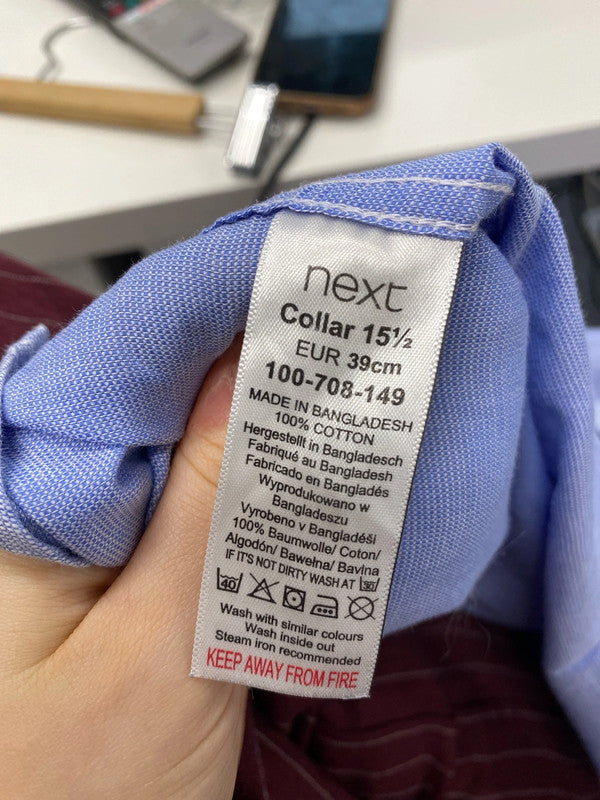 next
Collar 15½
EUR 39cm
100-708-149
MADE IN BANGLADESH
100% COTTON
Hergestellt in Bangladesch
Fabriqué au Bangladesh
Fabricado en Bangladés
Wyprodukowano w
Bangladeszu
Vyrobeno v Bangladéši
100% Baumwolle/ Coton/
Algodón/ Bawełna/ Bavlna
IF IT'S NOT DIRTY WASH AT 30
40
Wash with similar colours
Wash inside out
Steam iron recommended
KEEP AWAY FROM FIRE